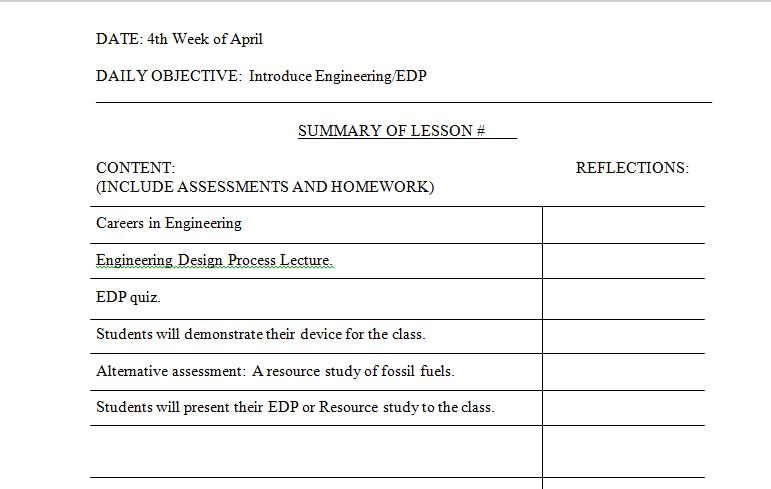 DATE: 4th Week of April
DAILY OBJECTIVE:  Introduce Engineering/EDP
SUMMARY OF LESSON #
CONTENT: REFLECTIONS:
(INCLUDE ASSESSMENTS AND HOMEWORK)
Careers in Engineering
Engineering Design Process Lecture.
EDP quiz.
Students will demonstrate their device for the class.
Alternative assessment:  A resource study of fossil fuels.
Students will present their EDP or Resource study to the class.